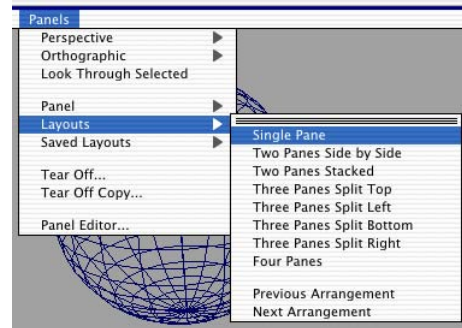 Panels
Perspective
Orthographic
Look Through Selected
Panel
Layouts
Saved Layouts
Tear Off...
Tear Off Copy...
Panel Editor...
Single Pane
Two Panes Side by Side
Two Panes Stacked
Three Panes Split Top
Three Panes Split Left
Three Panes Split Bottom
Three Panes Split Right
Four Panes
Previous Arrangement
Next Arrangement